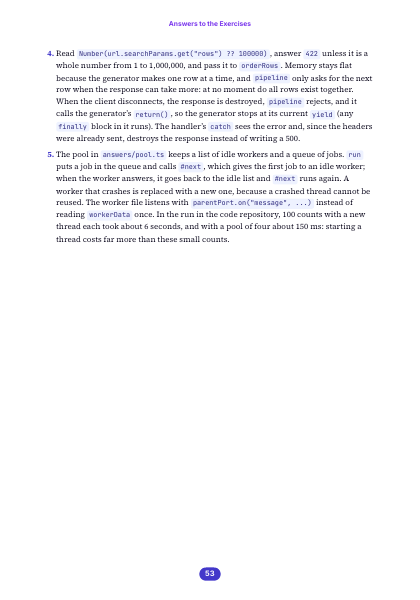 Answers to the Exercises
4. Read Number(url.searchParams.get("rows") ?? 100000), answer 422 unless it is a
whole number from 1 to 1,000,000, and pass it to orderRows. Memory stays flat
because the generator makes one row at a time, and pipeline only asks for the next
row when the response can take more: at no moment do all rows exist together.
When the client disconnects, the response is destroyed, pipeline rejects, and it
calls the generator's return(), so the generator stops at its current yield (any
finally block in it runs). The handler's catch sees the error and, since the headers
were already sent, destroys the response instead of writing a 500.
5. The pool in answers/pool.ts keeps a list of idle workers and a queue of jobs. run
puts a job in the queue and calls #next, which gives the first job to an idle worker;
when the worker answers, it goes back to the idle list and #next runs again. A
worker that crashes is replaced with a new one, because a crashed thread cannot be
reused. The worker file listens with parentPort.on("message", ...) instead of
reading workerData once. In the run in the code repository, 100 counts with a new
thread each took about 6 seconds, and with a pool of four about 150 ms: starting a
thread costs far more than these small counts.
53